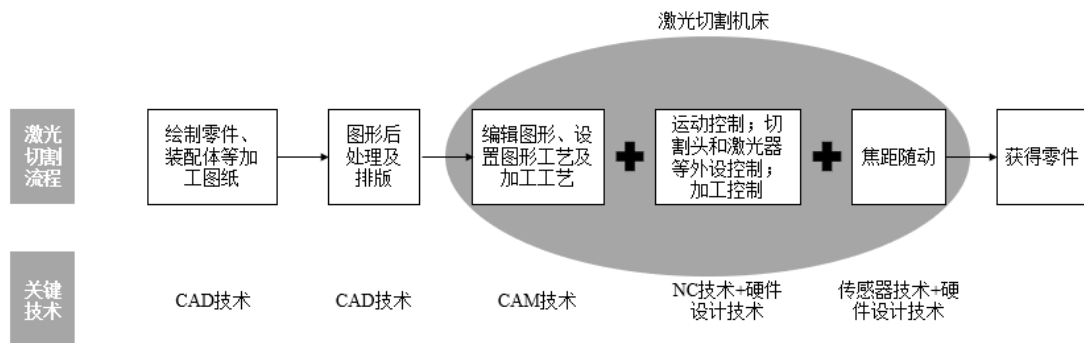 激光切割机床
激光
切割
流程
绘制零件、
装配体等加
工图纸
图形后
处理及
排版
编辑图形、设
置图形工艺及
加工工艺
运动控制；切
割头和激光器
等外设控制；
加工控制
焦距随动
获得零件
关键
技术
CAD技术
CAD技术
CAM技术
NC技术+硬件
设计技术
传感器技术+硬
件设计技术